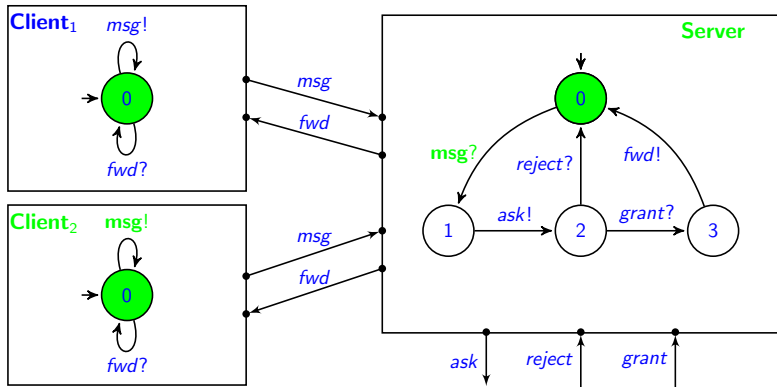 Client₁
msg!
0
fwd?
Client₂
msg!
0
fwd?
msg
fwd
msg
fwd
Server
0
msg?
reject?
fwd!
1
ask!
2
grant?
3
ask
reject
grant